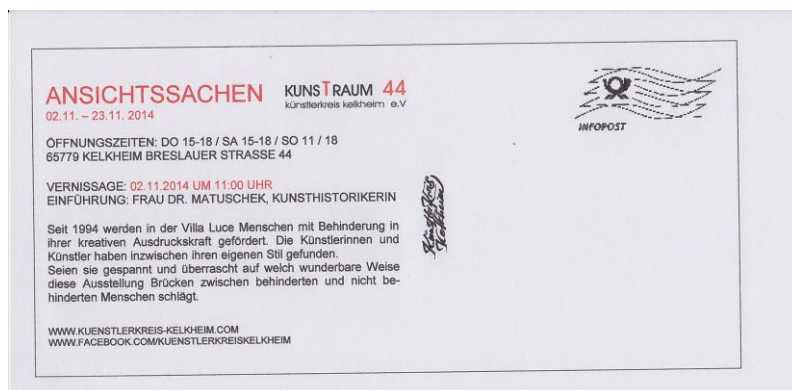 ANSICHTSSACHEN
02.11. – 23.11. 2014
KUNSTRAUM 44
künstlerkreis kelkheim e.V
INFOPOST
ÖFFNUNGSZEITEN: DO 15-18 / SA 15-18 / SO 11 / 18
65779 KELKHEIM BRESLAUER STRASSE 44
VERNISSAGE: 02.11.2014 UM 11:00 UHR
EINFÜHRUNG: FRAU DR. MATUSCHEK, KUNSTHISTORIKERIN
Künstlerkreis
Kelkheim
Seit 1994 werden in der Villa Luce Menschen mit Behinderung in
ihrer kreativen Ausdruckskraft gefördert. Die Künstlerinnen und
Künstler haben inzwischen ihren eigenen Stil gefunden.
Seien sie gespannt und überrascht auf welch wunderbare Weise
diese Ausstellung Brücken zwischen behinderten und nicht be-
hinderten Menschen schlägt.
WWW.KUENSTLERKREIS-KELKHEIM.COM
WWW.FACEBOOK.COM/KUENSTLERKREISKELKHEIM